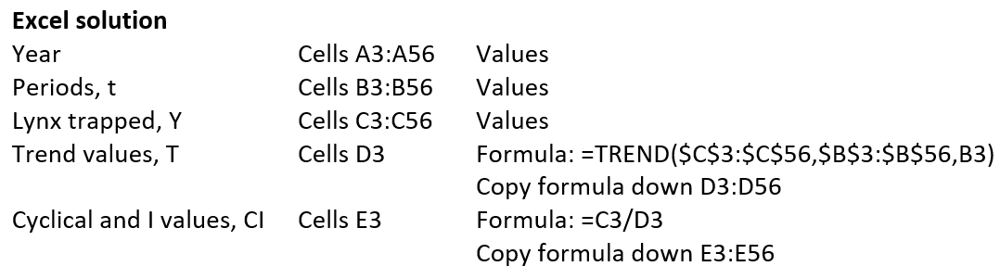 Excel solution
Year Cells A3:A56 Values
Periods, t Cells B3:B56 Values
Lynx trapped, Y Cells C3:C56 Values
Trend values, T Cells D3 Formula: =TREND($C$3:$C$56,$B$3:$B$56,B3)
Copy formula down D3:D56
Cyclical and I values, CI Cells E3 Formula: =C3/D3
Copy formula down E3:E56